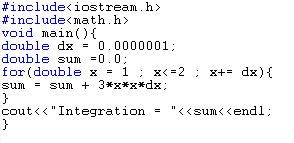 #include<iostream.h>
#include<math.h>
void main(){
double dx = 0.0000001;
double sum =0.0;
for(double x = 1 ; x<=2 ; x+= dx){
sum = sum + 3*x*x*dx;
}
cout<<"Integration = "<<sum<<endl;
}